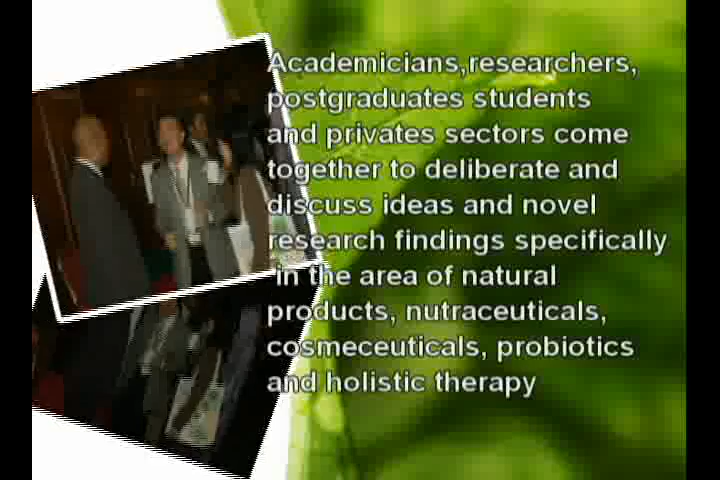 Academicians,researchers,
postgraduates students
and privates sectors come
together to deliberate and
discuss ideas and novel
research findings specifically
in the area of natural
products, nutraceuticals,
cosmeceuticals, probiotics
and holistic therapy